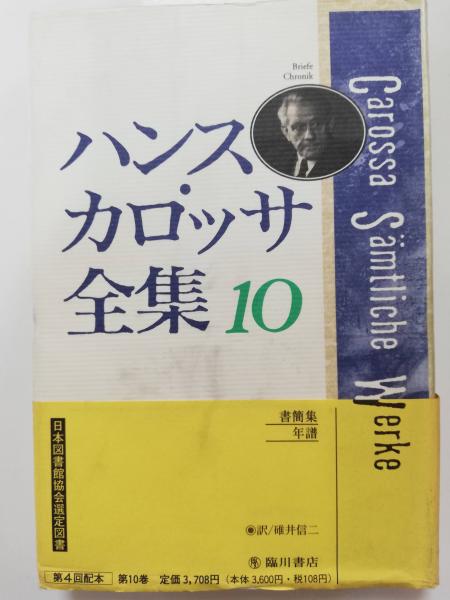 Briefe
Chronik
ハンス・
カロッサ
全集 10
Carossa Sämtliche Werke
書簡集
年譜
◉訳/碓井信二
臨川書店
日本図書館協会選定図書
第4回配本 第10巻 定価3,708円(本体3,600円・税108円)